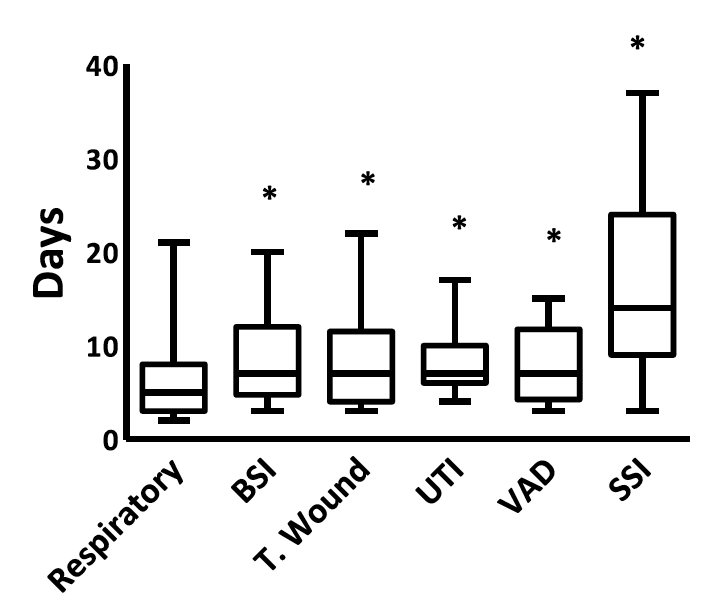 *
40
30
*
*
*
*
20
10
0
Days
Respiratory
BSI
T. Wound
UTI
VAD
SSI